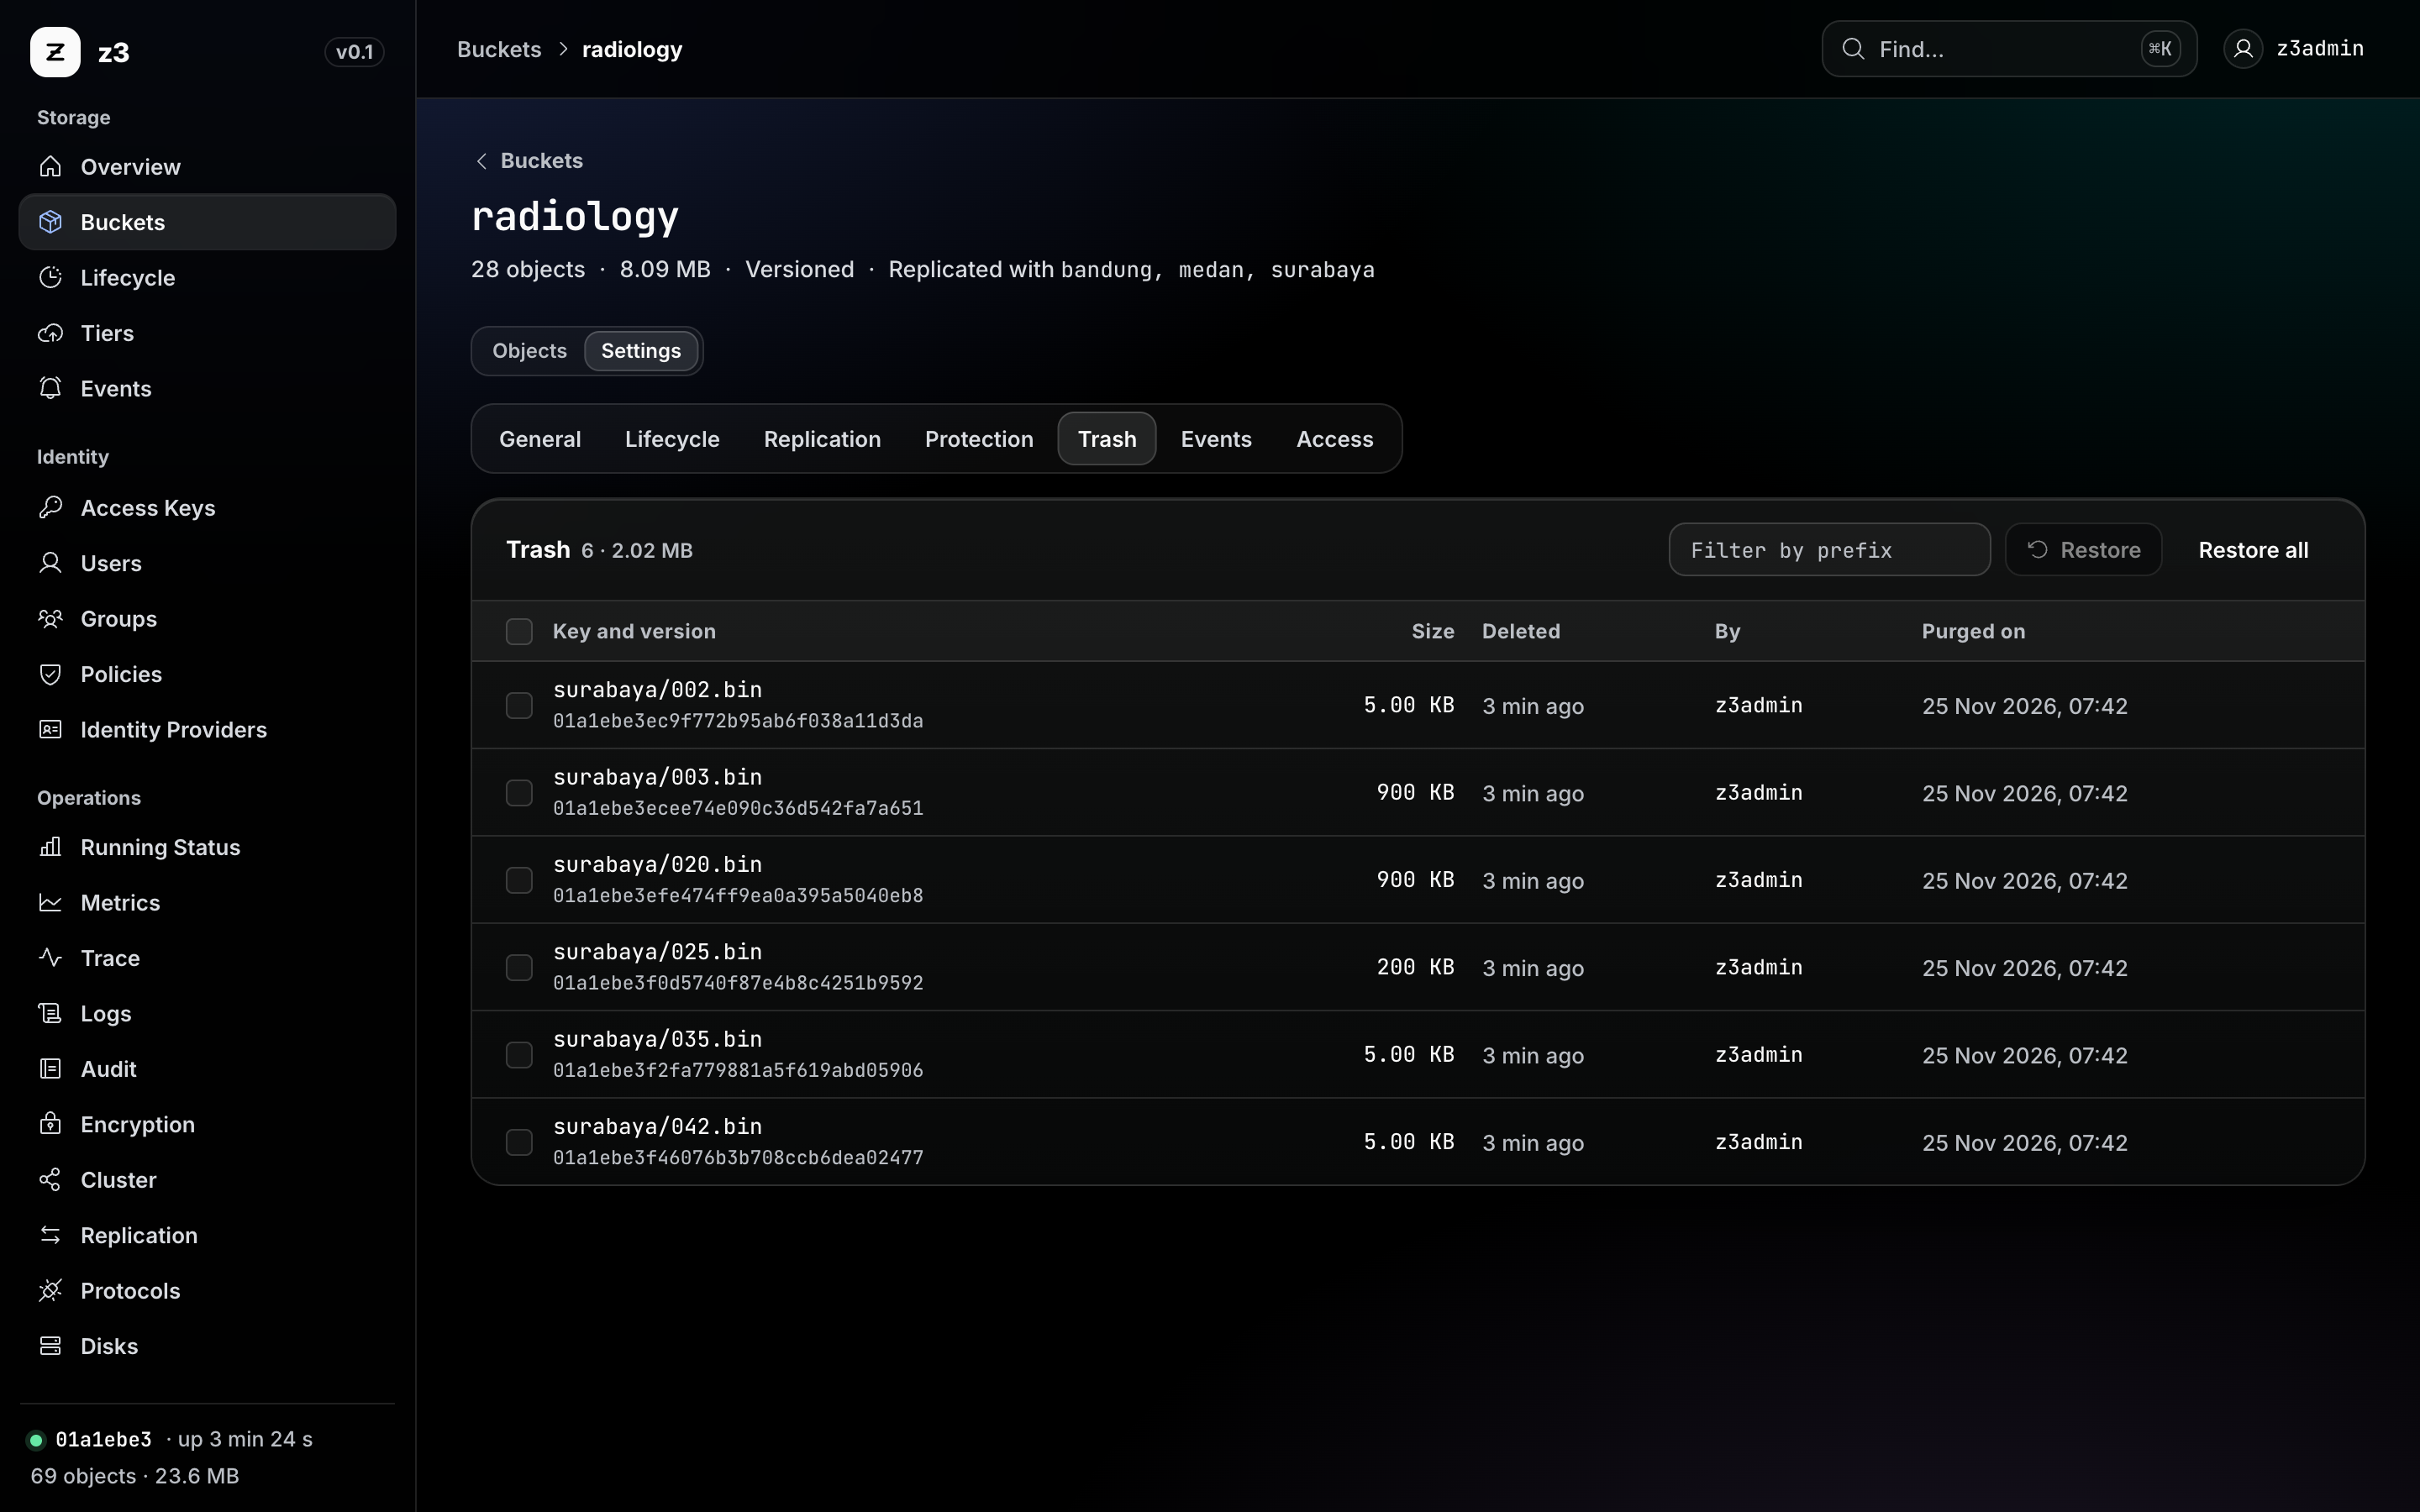 z3
v0.1
Storage
Overview
Buckets
Lifecycle
Tiers
Events
Identity
Access Keys
Users
Groups
Policies
Identity Providers
Operations
Running Status
Metrics
Trace
Logs
Audit
Encryption
Cluster
Replication
Protocols
Disks
01a1ebe3 · up 3 min 24 s
69 objects · 23.6 MB
Buckets > radiology
Find... ⌘K
z3admin
Buckets
radiology
28 objects · 8.09 MB · Versioned · Replicated with bandung, medan, surabaya
Objects Settings
General Lifecycle Replication Protection Trash Events Access
Trash 6 · 2.02 MB Filter by prefix Restore Restore all
Key and version Size Deleted By Purged on
surabaya/002.bin 5.00 KB 3 min ago z3admin 25 Nov 2026, 07:42
01a1ebe3ec9f772b95ab6f038a11d3da
surabaya/003.bin 900 KB 3 min ago z3admin 25 Nov 2026, 07:42
01a1ebe3ecee74e090c36d542fa7a651
surabaya/020.bin 900 KB 3 min ago z3admin 25 Nov 2026, 07:42
01a1ebe3efe474ff9ea0a395a5040eb8
surabaya/025.bin 200 KB 3 min ago z3admin 25 Nov 2026, 07:42
01a1ebe3f0d5740f87e4b8c4251b9592
surabaya/035.bin 5.00 KB 3 min ago z3admin 25 Nov 2026, 07:42
01a1ebe3f2fa779881a5f619abd05906
surabaya/042.bin 5.00 KB 3 min ago z3admin 25 Nov 2026, 07:42
01a1ebe3f46076b3b708ccb6dea02477